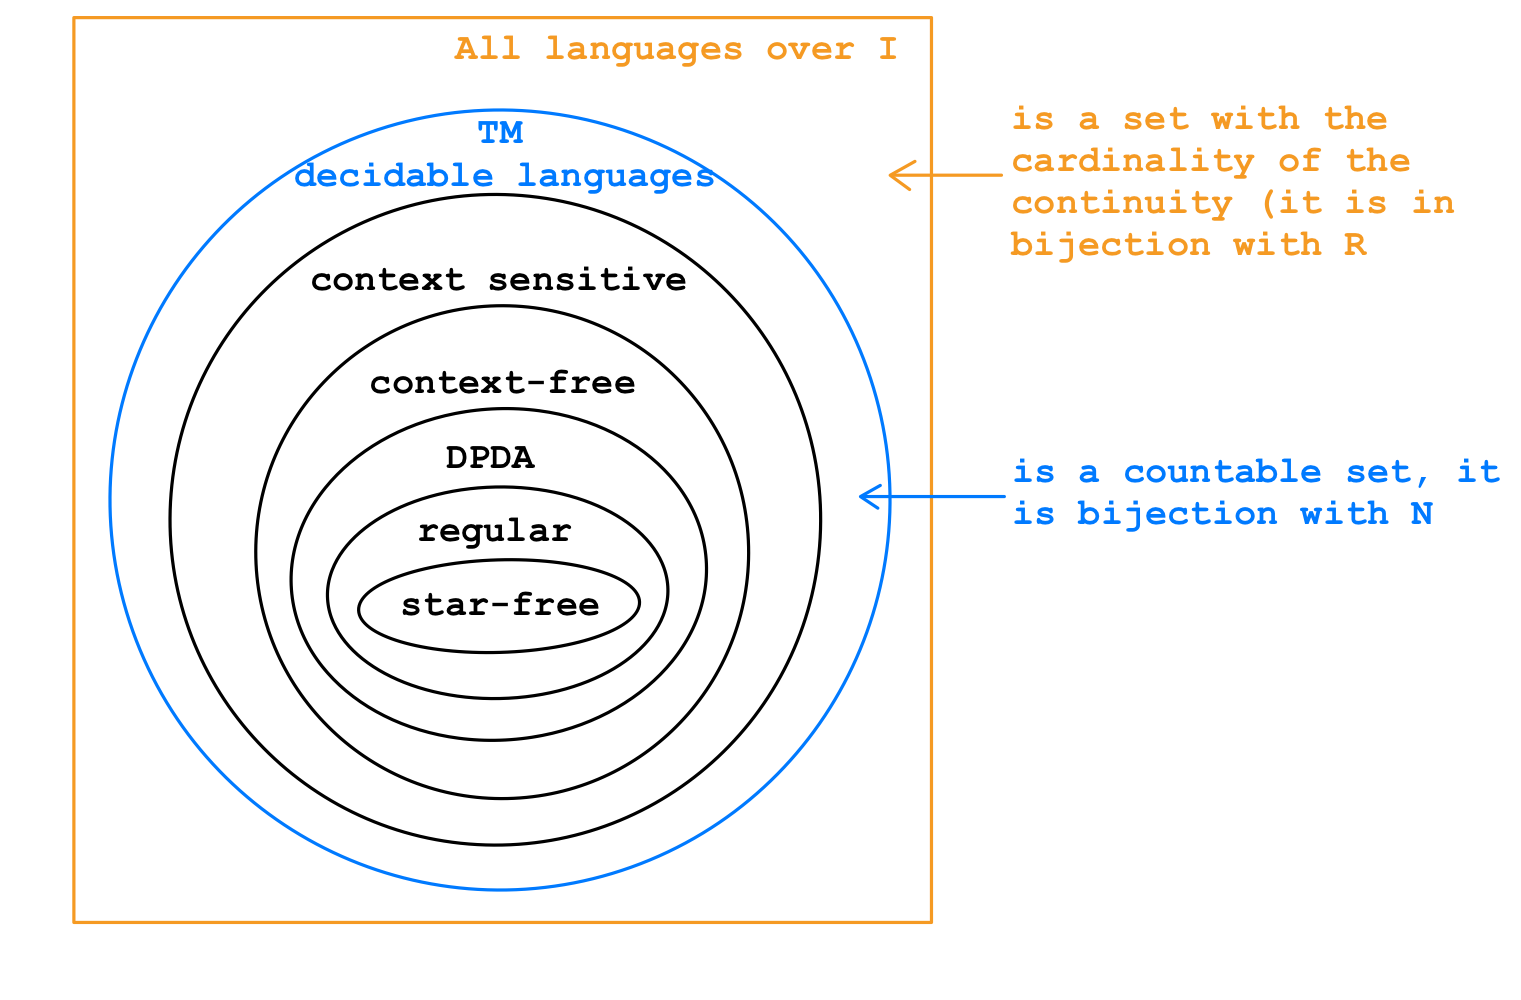 All languages over I
TM
decidable languages
is a set with the
cardinality of the
continuity (it is in
bijection with R
context sensitive
context-free
DPDA
is a countable set, it
is bijection with N
regular
star-free